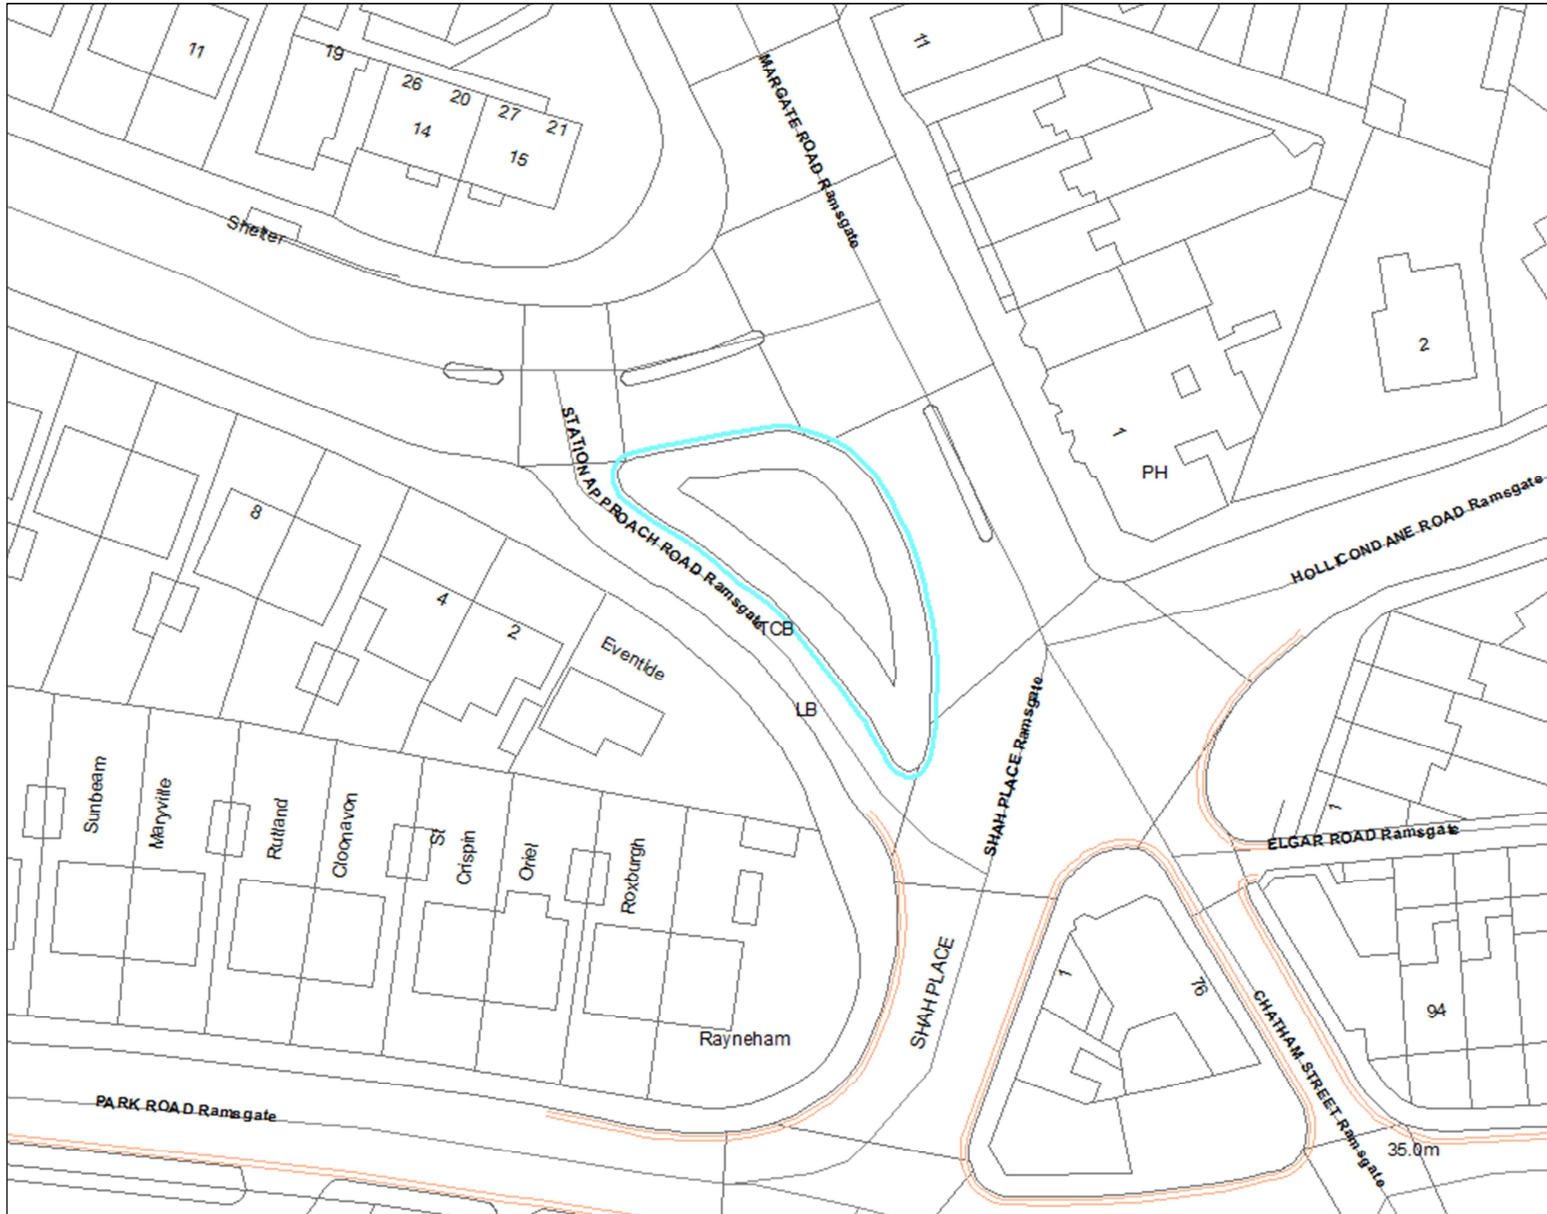 11
19
26
20
27
21
14
15
11
MARGATE ROAD Ramsgate
Shelter
2
STATION APPROACH ROAD Ramsgate
1
PH
HOLLICONDANE ROAD Ramsgate
8
4
2
Eventide
TCB
LB
SHAH PLACE Ramsgate
1
ELGAR ROAD Ramsgate
Sunbeam
Maryville
Rutland
Cloonavon
St
Crispin
Oriel
Roxburgh
SHAH PLACE
1
76
94
CHATHAM STREET Ramsgate
Rayneham
PARK ROAD Ramsgate
35.0m